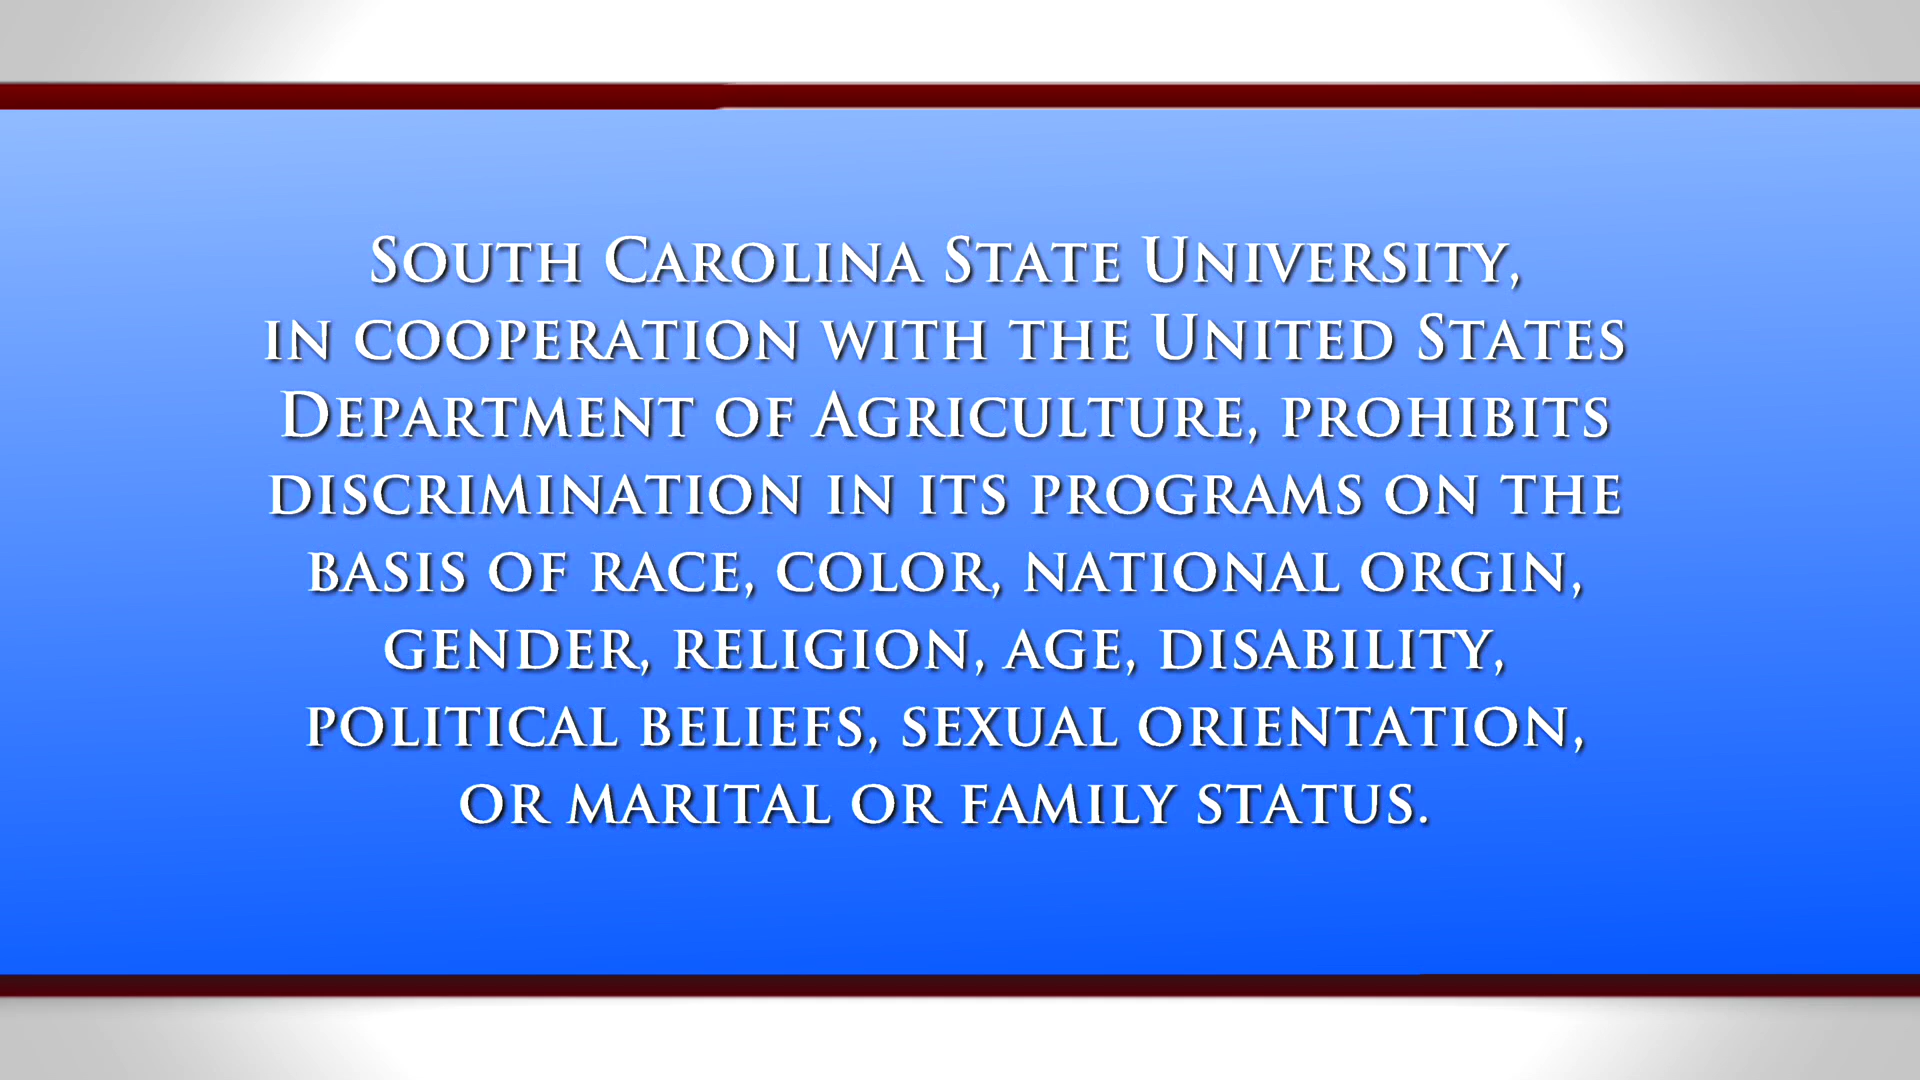 South Carolina State University,
in cooperation with the United States
Department of Agriculture, prohibits
discrimination in its programs on the
basis of race, color, national orgin,
gender, religion, age, disability,
political beliefs, sexual orientation,
or marital or family status.